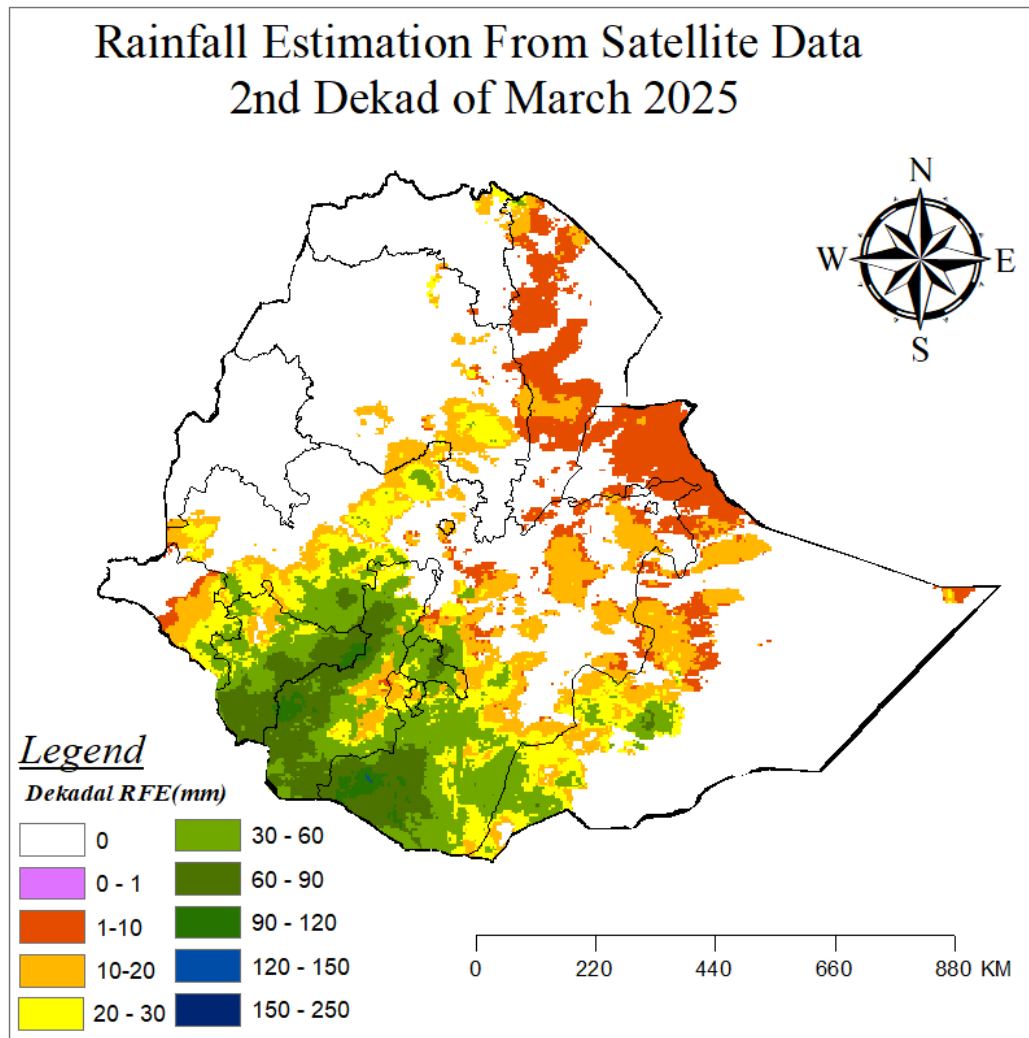 Rainfall Estimation From Satellite Data
2nd Dekad of March 2025
N
W
E
S
Legend
Dekadal RFE(mm)
0
0 - 1
1-10
10-20
20 - 30
30 - 60
60 - 90
90 - 120
120 - 150
150 - 250
0 220 440 660 880 KM